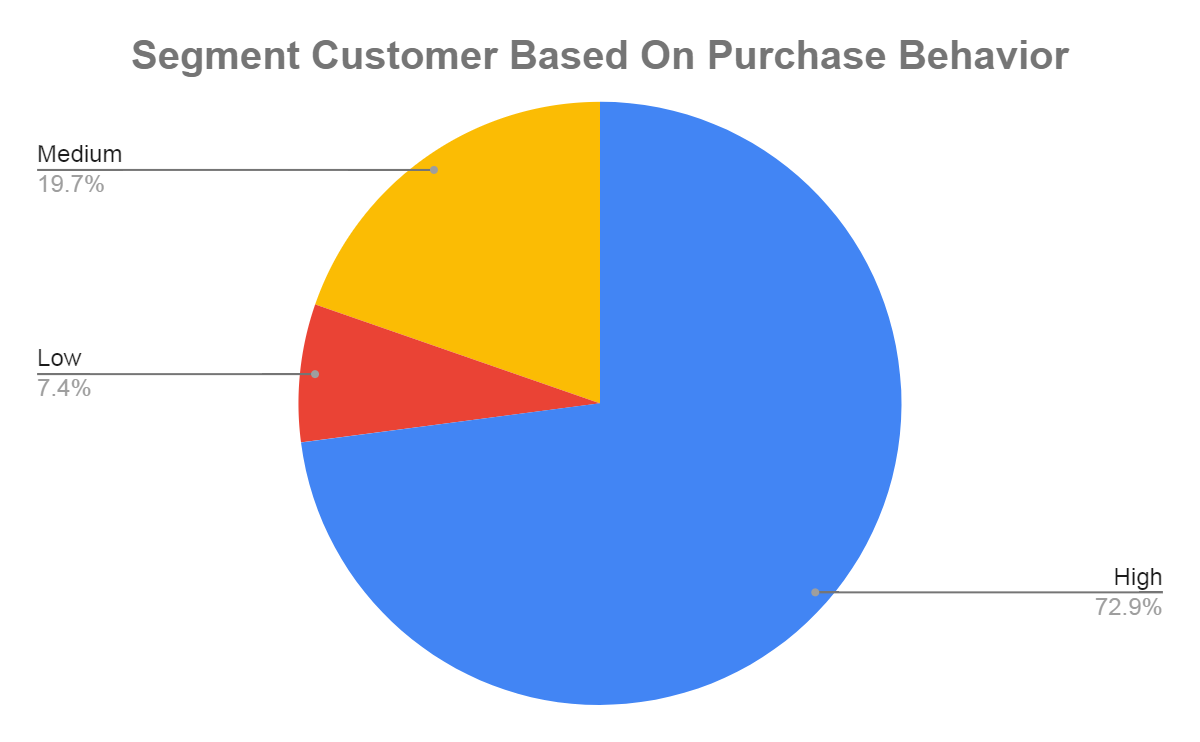 Segment Customer Based On Purchase Behavior
Medium
19.7%
Low
7.4%
High
72.9%